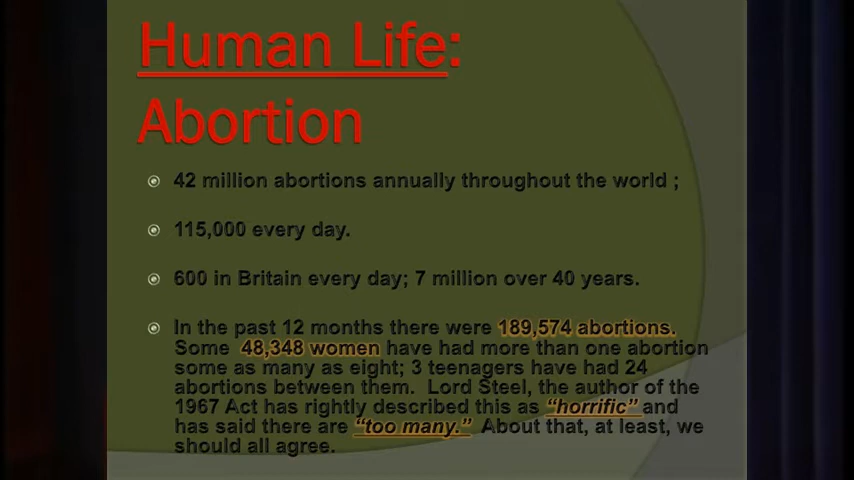 Human Life:
Abortion
42 million abortions annually throughout the world ;
115,000 every day.
600 in Britain every day; 7 million over 40 years.
In the past 12 months there were 189,574 abortions.
Some 48,348 women have had more than one abortion
some as many as eight; 3 teenagers have had 24
abortions between them. Lord Steel, the author of the
1967 Act has rightly described this as “horrific” and
has said there are “too many.” About that, at least, we
should all agree.